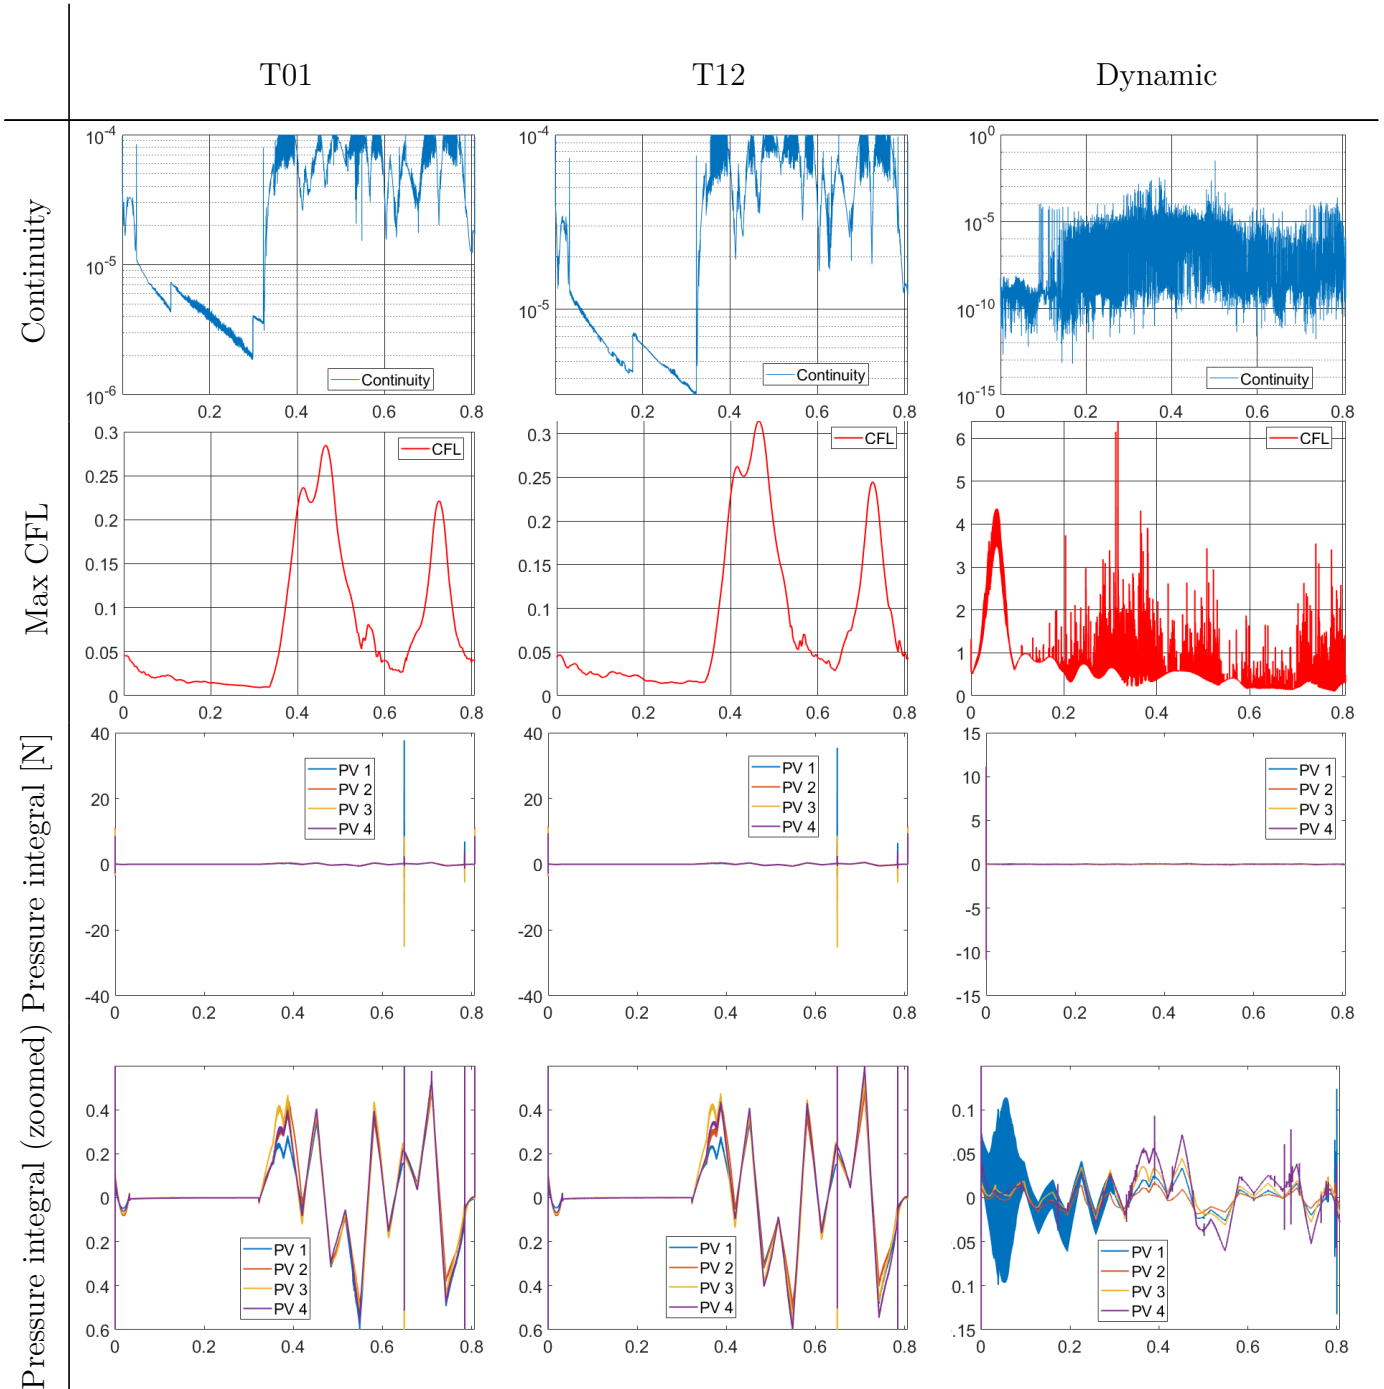 T01 T12 Dynamic
Continuity
10^-4
10^-5
10^-6
0.2 0.4 0.6 0.8
Continuity
10^-4
10^-5
0.2 0.4 0.6 0.8
Continuity
10^0
10^-5
10^-10
10^-15
0 0.2 0.4 0.6 0.8
Continuity
Max CFL
0.3
0.25
0.2
0.15
0.1
0.05
0
0 0.2 0.4 0.6 0.8
CFL
0.3
0.25
0.2
0.15
0.1
0.05
0
0 0.2 0.4 0.6 0.8
CFL
6
5
4
3
2
1
0
0 0.2 0.4 0.6 0.8
CFL
Pressure integral [N]
40
20
0
-20
-40
0 0.2 0.4 0.6 0.8
PV 1
PV 2
PV 3
PV 4
40
20
0
-20
-40
0 0.2 0.4 0.6 0.8
PV 1
PV 2
PV 3
PV 4
15
10
5
0
-5
-10
-15
0 0.2 0.4 0.6 0.8
PV 1
PV 2
PV 3
PV 4
Pressure integral (zoomed)
0.4
0.2
0
0.2
0.4
0.6
0 0.2 0.4 0.6 0.8
PV 1
PV 2
PV 3
PV 4
0.4
0.2
0
0.2
0.4
0.6
0 0.2 0.4 0.6 0.8
PV 1
PV 2
PV 3
PV 4
0.1
.05
0
.05
0.1
.15
0 0.2 0.4 0.6 0.8
PV 1
PV 2
PV 3
PV 4